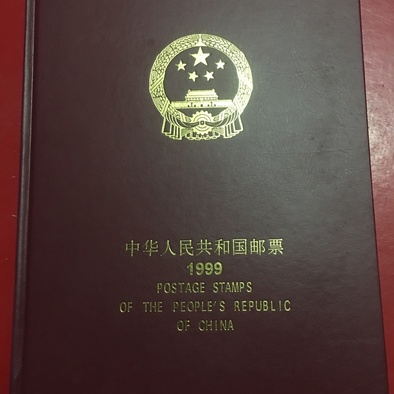 中华人民共和国邮票
1999
POSTAGE STAMPS
OF THE PEOPLE'S REPUBLIC
OF CHINA